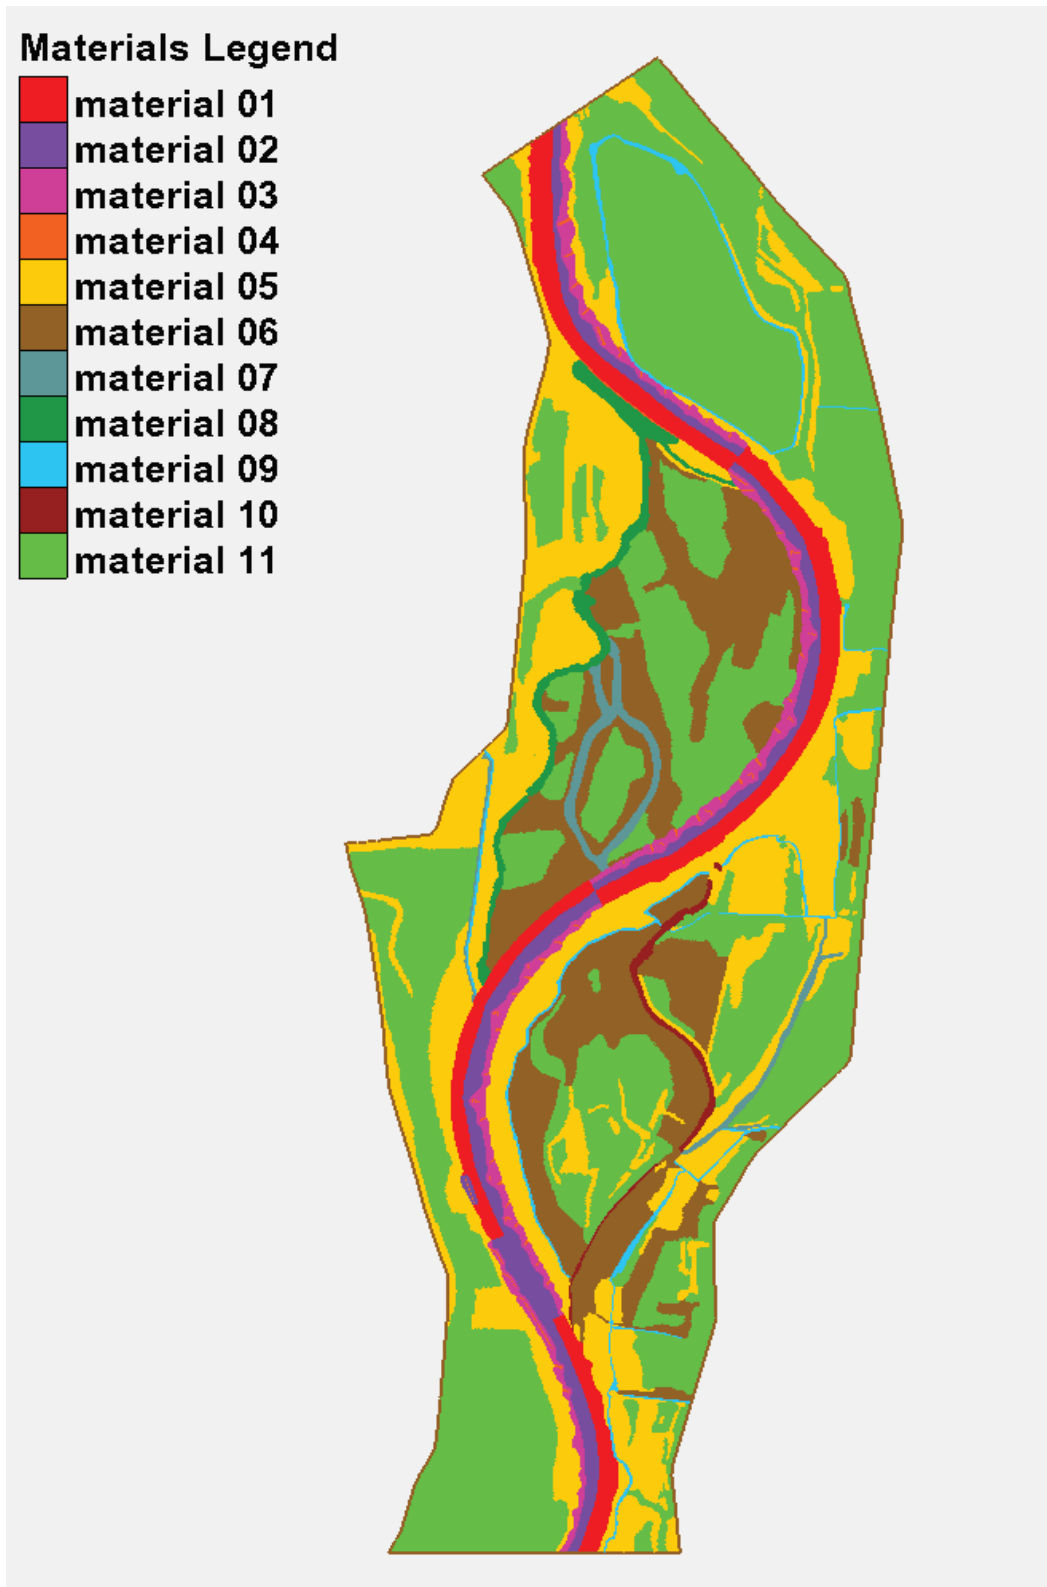 Materials Legend
material 01
material 02
material 03
material 04
material 05
material 06
material 07
material 08
material 09
material 10
material 11